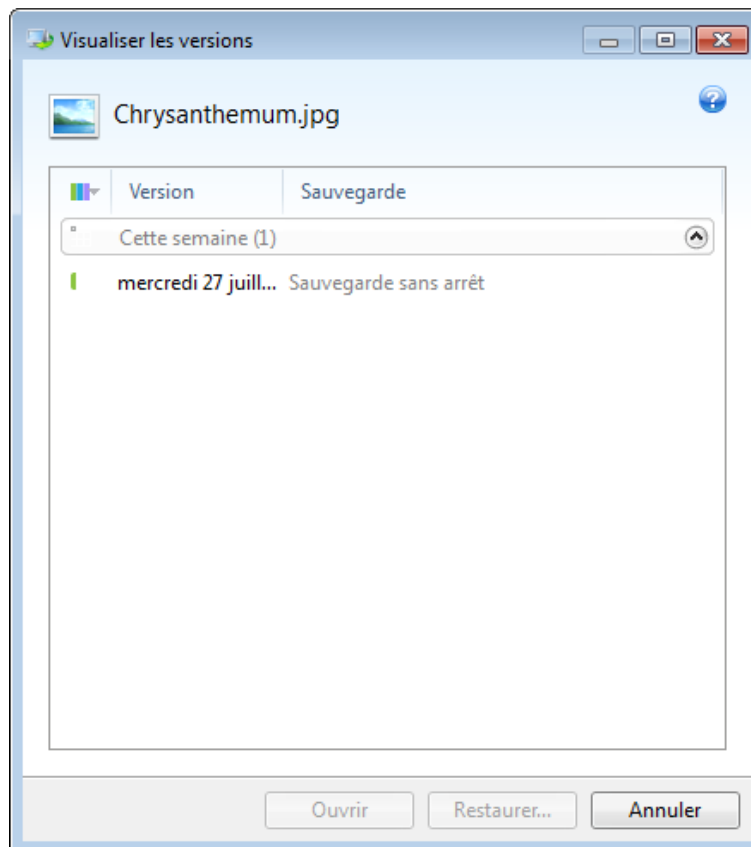 Visualiser les versions
Chrysanthemum.jpg
Version Sauvegarde
Cette semaine (1)
mercredi 27 juill... Sauvegarde sans arrêt
Ouvrir Restaurer... Annuler